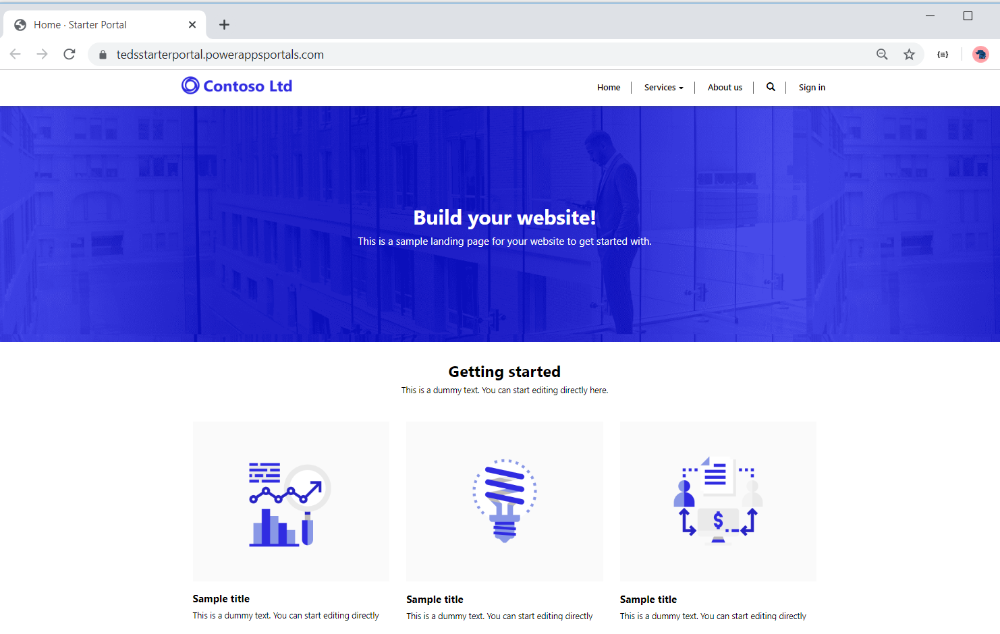 Home · Starter Portal
tedsstarterportal.powerappsportals.com
Contoso Ltd
Home
Services
About us
Sign in
Build your website!
This is a sample landing page for your website to get started with.
Getting started
This is a dummy text. You can start editing directly here.
$
Sample title
This is a dummy text. You can start editing directly
Sample title
This is a dummy text. You can start editing directly
Sample title
This is a dummy text. You can start editing directly